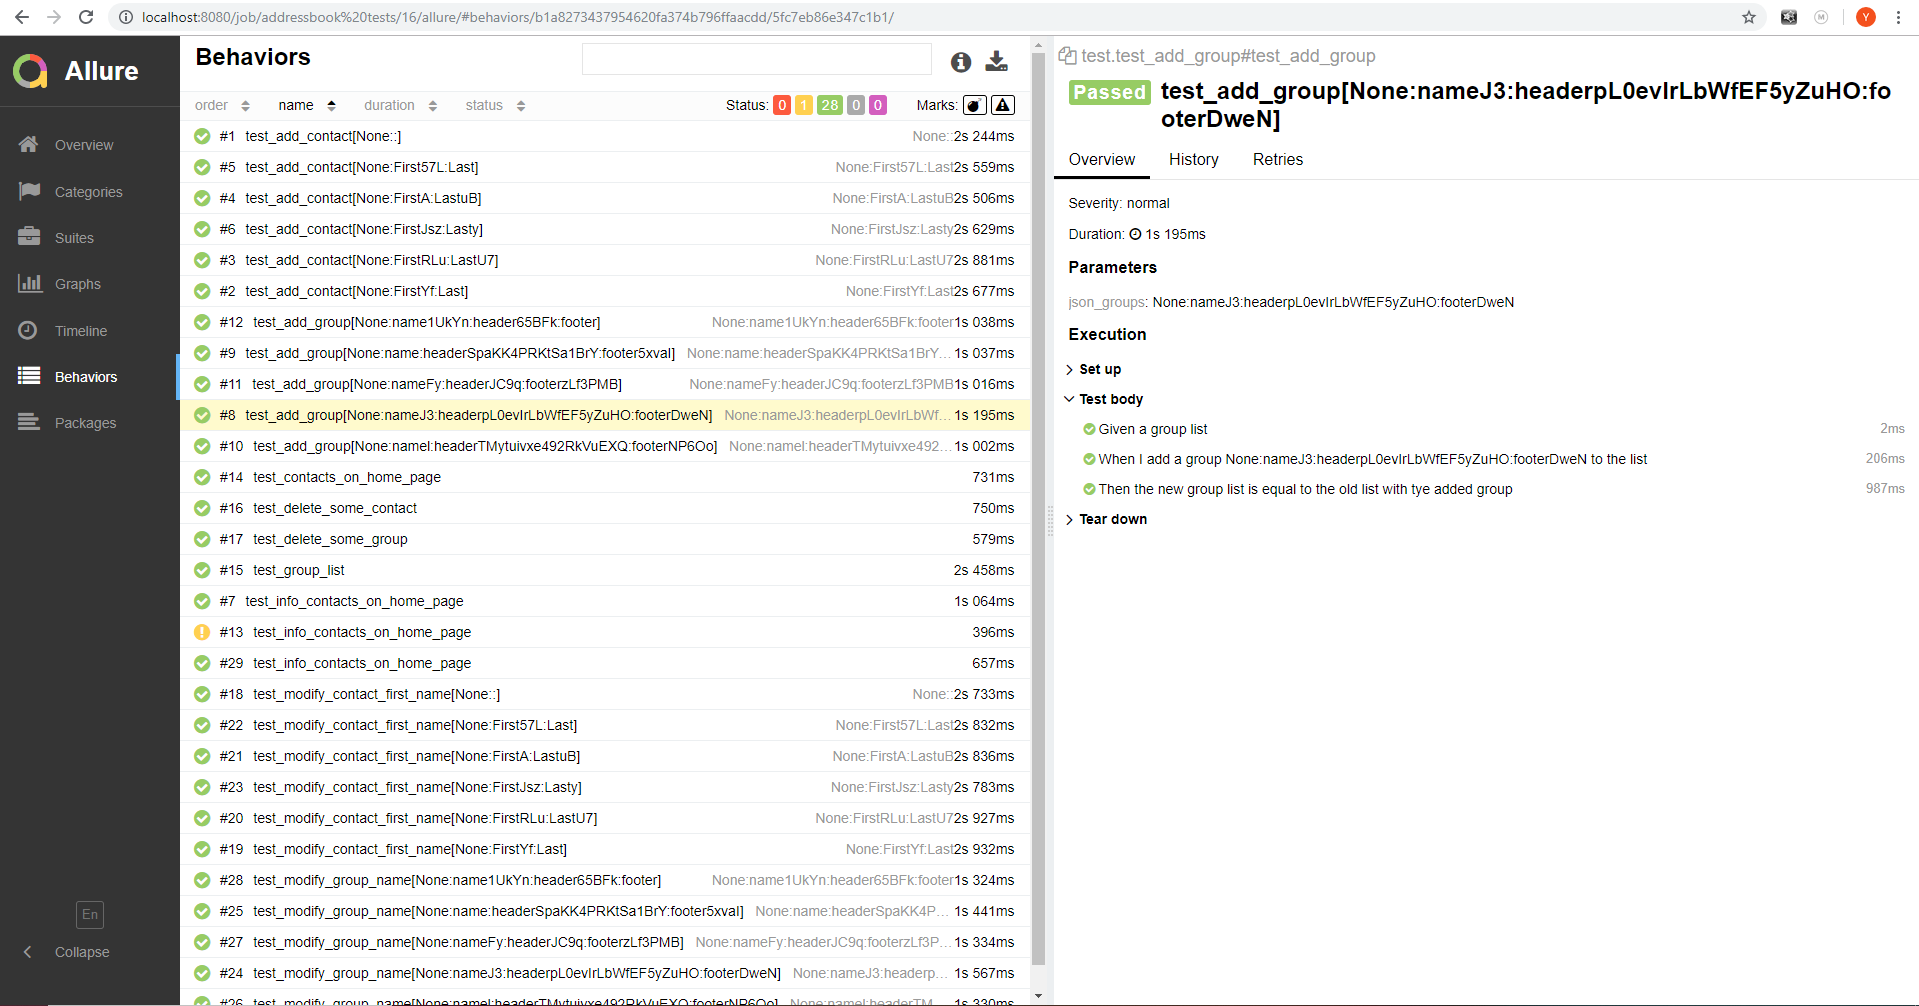 localhost:8080/job/addressbook%20tests/16/allure/#behaviors/b1a8273437954620fa374b796ffaacdd/5fc7eb86e347c1b1/
M
Y
Allure
Overview
Categories
Suites
Graphs
Timeline
Behaviors
Packages
En
Collapse
Behaviors
order name duration status Status: 0 1 28 0 0 Marks:
#1 test_add_contact[None::] None:: 2s 244ms
#5 test_add_contact[None:First57L:Last] None:First57L:Last 2s 559ms
#4 test_add_contact[None:FirstA:LastuB] None:FirstA:LastuB 2s 506ms
#6 test_add_contact[None:FirstJsz:Lasty] None:FirstJsz:Lasty 2s 629ms
#3 test_add_contact[None:FirstRLu:LastU7] None:FirstRLu:LastU7 2s 881ms
#2 test_add_contact[None:FirstYf:Last] None:FirstYf:Last 2s 677ms
#12 test_add_group[None:name1UkYn:header65BFk:footer] None:name1UkYn:header65BFk:footer 1s 038ms
#9 test_add_group[None:name:headerSpaKK4PRKtSa1BrY:footer5xvaI] None:name:headerSpaKK4PRKtSa1BrY... 1s 037ms
#11 test_add_group[None:nameFy:headerJC9q:footerzLf3PMB] None:nameFy:headerJC9q:footerzLf3PMB 1s 016ms
#8 test_add_group[None:nameJ3:headerpL0evIrLbWfEF5yZuHO:footerDweN] None:nameJ3:headerpL0evIrLbWf... 1s 195ms
#10 test_add_group[None:nameI:headerTMytuivxe492RkVuEXQ:footerNP6Oo] None:nameI:headerTMytuivxe492... 1s 002ms
#14 test_contacts_on_home_page 731ms
#16 test_delete_some_contact 750ms
#17 test_delete_some_group 579ms
#15 test_group_list 2s 458ms
#7 test_info_contacts_on_home_page 1s 064ms
#13 test_info_contacts_on_home_page 396ms
#29 test_info_contacts_on_home_page 657ms
#18 test_modify_contact_first_name[None::] None:: 2s 733ms
#22 test_modify_contact_first_name[None:First57L:Last] None:First57L:Last 2s 832ms
#21 test_modify_contact_first_name[None:FirstA:LastuB] None:FirstA:LastuB 2s 836ms
#23 test_modify_contact_first_name[None:FirstJsz:Lasty] None:FirstJsz:Lasty 2s 783ms
#20 test_modify_contact_first_name[None:FirstRLu:LastU7] None:FirstRLu:LastU7 2s 927ms
#19 test_modify_contact_first_name[None:FirstYf:Last] None:FirstYf:Last 2s 932ms
#28 test_modify_group_name[None:name1UkYn:header65BFk:footer] None:name1UkYn:header65BFk:footer 1s 324ms
#25 test_modify_group_name[None:name:headerSpaKK4PRKtSa1BrY:footer5xvaI] None:name:headerSpaKK4P... 1s 441ms
#27 test_modify_group_name[None:nameFy:headerJC9q:footerzLf3PMB] None:nameFy:headerJC9q:footerzLf3P... 1s 334ms
#24 test_modify_group_name[None:nameJ3:headerpL0evIrLbWfEF5yZuHO:footerDweN] None:nameJ3:headerp... 1s 567ms
#26 test_modify_group_name[None:nameI:headerTMytuivxe492RkVuEXQ:footerNP6Oo] None:nameI:headerTM... 1s 330ms
test.test_add_group#test_add_group
Passed test_add_group[None:nameJ3:headerpL0evIrLbWfEF5yZuHO:fo
oterDweN]
Overview History Retries
Severity: normal
Duration: 1s 195ms
Parameters
json_groups: None:nameJ3:headerpL0evIrLbWfEF5yZuHO:footerDweN
Execution
Set up
Test body
Given a group list 2ms
When I add a group None:nameJ3:headerpL0evIrLbWfEF5yZuHO:footerDweN to the list 206ms
Then the new group list is equal to the old list with tye added group 987ms
Tear down